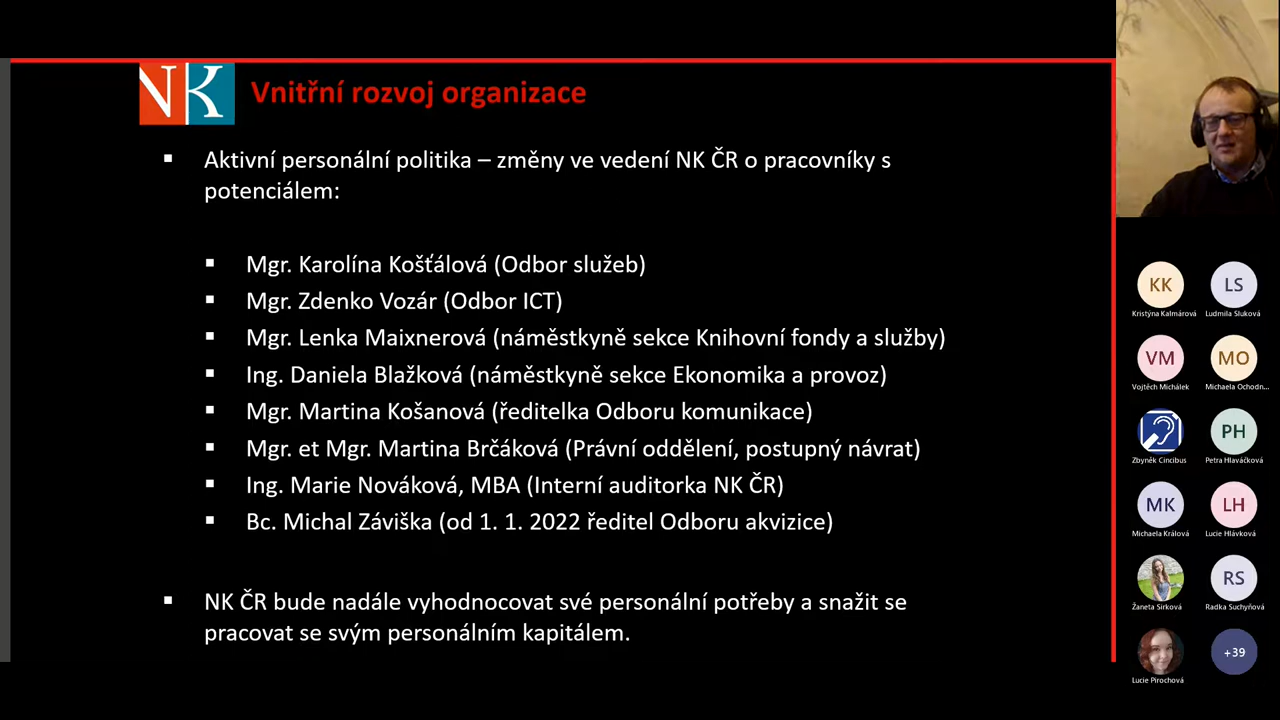 NK
Vnitřní rozvoj organizace
▪ Aktivní personální politika – změny ve vedení NK ČR o pracovníky s
potenciálem:
▪ Mgr. Karolína Košťálová (Odbor služeb)
▪ Mgr. Zdenko Vozár (Odbor ICT)
▪ Mgr. Lenka Maixnerová (náměstkyně sekce Knihovní fondy a služby)
▪ Ing. Daniela Blažková (náměstkyně sekce Ekonomika a provoz)
▪ Mgr. Martina Košanová (ředitelka Odboru komunikace)
▪ Mgr. et Mgr. Martina Brčáková (Právní oddělení, postupný návrat)
▪ Ing. Marie Nováková, MBA (Interní auditorka NK ČR)
▪ Bc. Michal Záviška (od 1. 1. 2022 ředitel Odboru akvizice)
▪ NK ČR bude nadále vyhodnocovat své personální potřeby a snažit se
pracovat se svým personálním kapitálem.
KK LS
Kristýna Kalmárová Ludmila Sluková
VM MO
Vojtěch Michálek Michaela Ochodn...
PH
Zbyněk Cincibus Petra Hlaváčková
MK LH
Michaela Králová Lucie Hlávková
RS
Žaneta Sirková Radka Suchyňová
+39
Lucie Pirochová